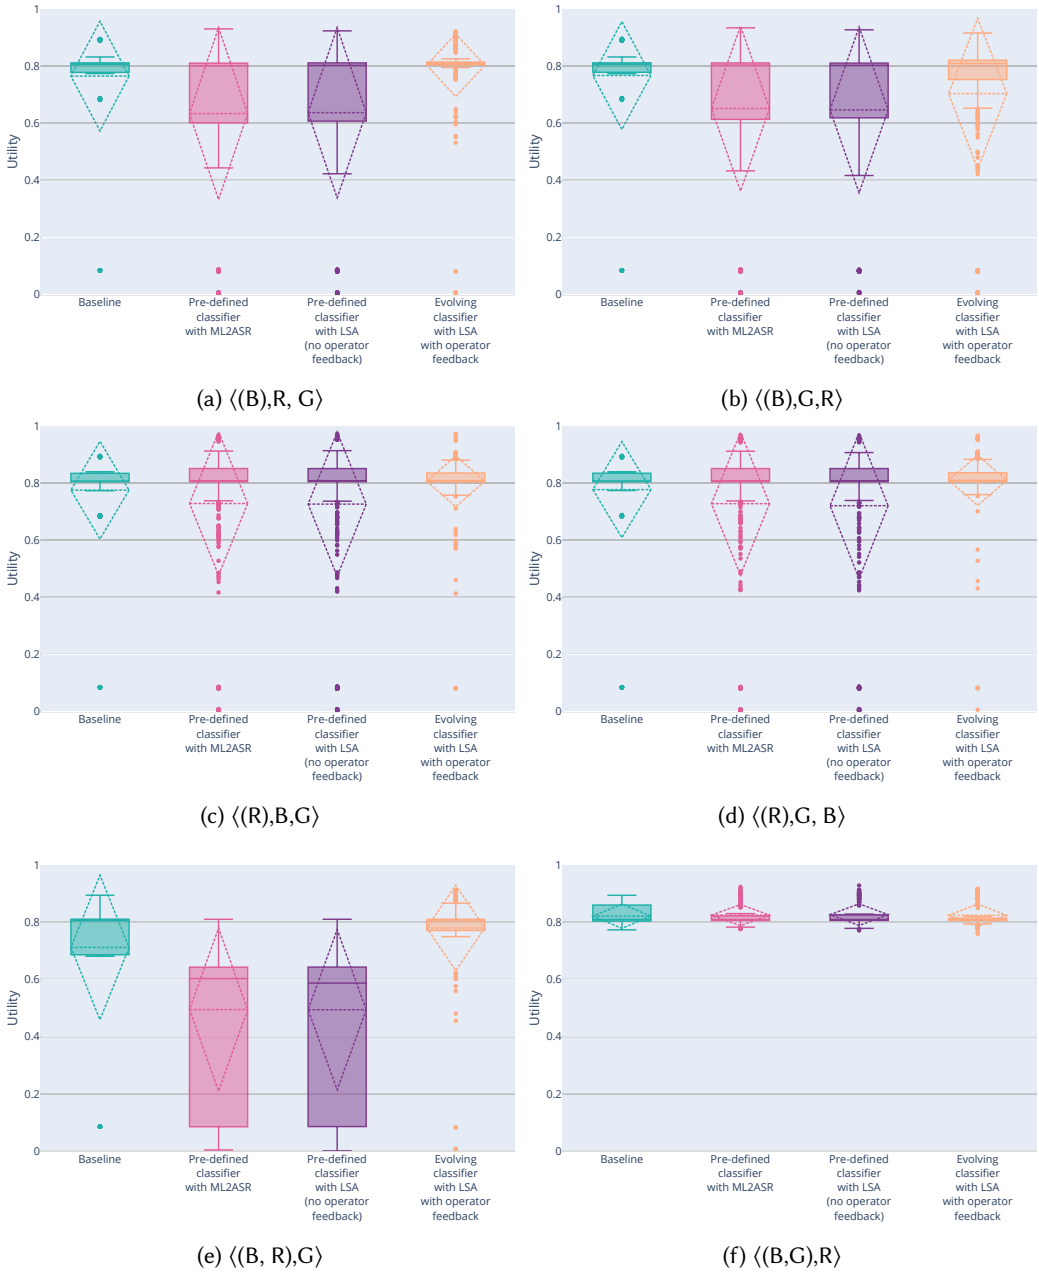 1
0.8
0.6
0.4
0.2
0
Utility
Baseline
Pre-defined
classifier
with ML2ASR
Pre-defined
classifier
with LSA
(no operator
feedback)
Evolving
classifier
with LSA
with operator
feedback
(a) ⟨(B),R, G⟩
1
0.8
0.6
0.4
0.2
0
Utility
Baseline
Pre-defined
classifier
with ML2ASR
Pre-defined
classifier
with LSA
(no operator
feedback)
Evolving
classifier
with LSA
with operator
feedback
(b) ⟨(B),G,R⟩
1
0.8
0.6
0.4
0.2
0
Utility
Baseline
Pre-defined
classifier
with ML2ASR
Pre-defined
classifier
with LSA
(no operator
feedback)
Evolving
classifier
with LSA
with operator
feedback
(c) ⟨(R),B,G⟩
1
0.8
0.6
0.4
0.2
0
Utility
Baseline
Pre-defined
classifier
with ML2ASR
Pre-defined
classifier
with LSA
(no operator
feedback)
Evolving
classifier
with LSA
with operator
feedback
(d) ⟨(R),G, B⟩
1
0.8
0.6
0.4
0.2
0
Utility
Baseline
Pre-defined
classifier
with ML2ASR
Pre-defined
classifier
with LSA
(no operator
feedback)
Evolving
classifier
with LSA
with operator
feedback
(e) ⟨(B, R),G⟩
1
0.8
0.6
0.4
0.2
0
Utility
Baseline
Pre-defined
classifier
with ML2ASR
Pre-defined
classifier
with LSA
(no operator
feedback)
Evolving
classifier
with LSA
with operator
feedback
(f) ⟨(B,G),R⟩